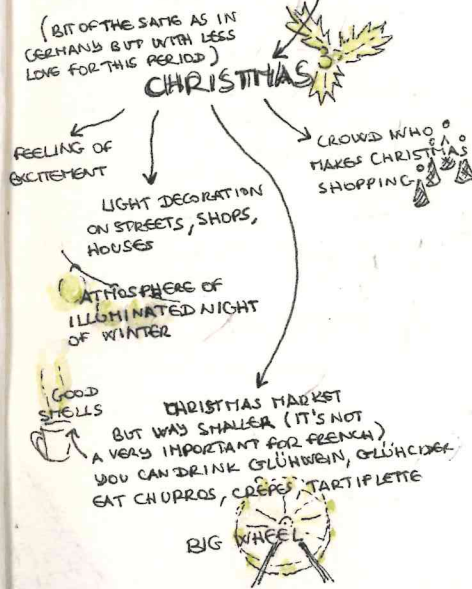 (BIT OF THE SAME AS IN
GERMANY BUT WITH LESS
LOVE FOR THIS PERIOD)
CHRISTMAS
FEELING OF
EXCITEMENT
LIGHT DECORATION
ON STREETS, SHOPS,
HOUSES
CROWD WHO
MAKES CHRISTMAS
SHOPPING
ATMOSPHERE OF
ILLUMINATED NIGHT
OF WINTER
GOOD
SMELLS
CHRISTMAS MARKET
BUT WAY SMALLER (IT'S NOT
A VERY IMPORTANT FOR FRENCH)
YOU CAN DRINK GLÜHWEIN, GLÜHCIDER
EAT CHURROS, CRÊPES, TARTIFLETTE
BIG WHEEL